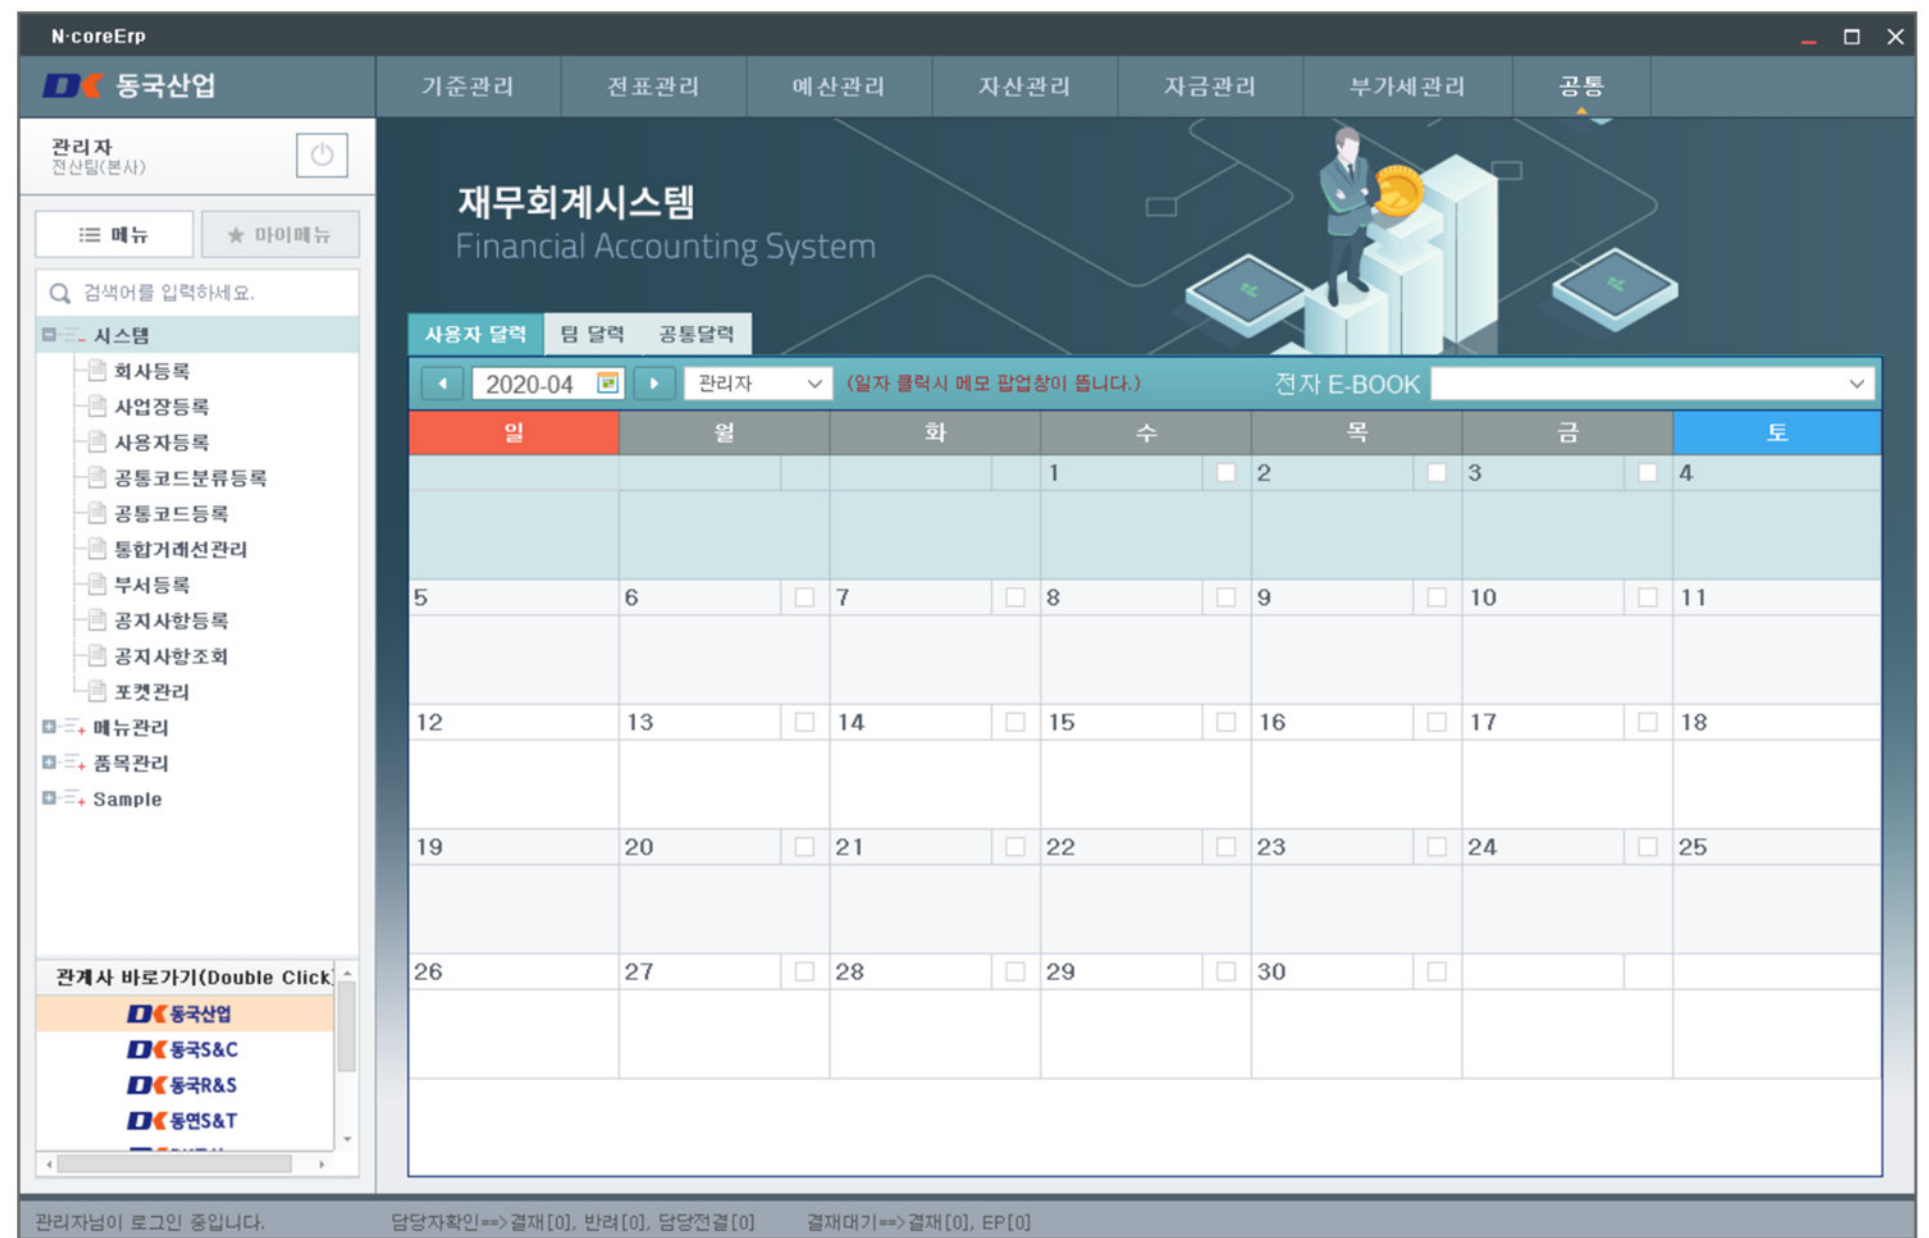 N·coreErp
DK 동국산업
기준관리 전표관리 예산관리 자산관리 자금관리 부가세관리 공통
관리자
전산팀(본사)
메뉴 마이메뉴
검색어를 입력하세요.
시스템
회사등록
사업장등록
사용자등록
공통코드분류등록
공통코드등록
통합거래선관리
부서등록
공지사항등록
공지사항조회
포켓관리
메뉴관리
품목관리
Sample
관계사 바로가기(Double Click)
DK 동국산업
DK 동국S&C
DK 동국R&S
DK 동연S&T
재무회계시스템
Financial Accounting System
사용자 달력 팀 달력 공통달력
2020-04 관리자 (일자 클릭시 메모 팝업창이 뜹니다.) 전자 E-BOOK
일 월 화 수 목 금 토
1 2 3 4
5 6 7 8 9 10 11
12 13 14 15 16 17 18
19 20 21 22 23 24 25
26 27 28 29 30
관리자님이 로그인 중입니다. 담당자확인==>결재[0], 반려[0], 담당전결[0] 결재대기==>결재[0], EP[0]